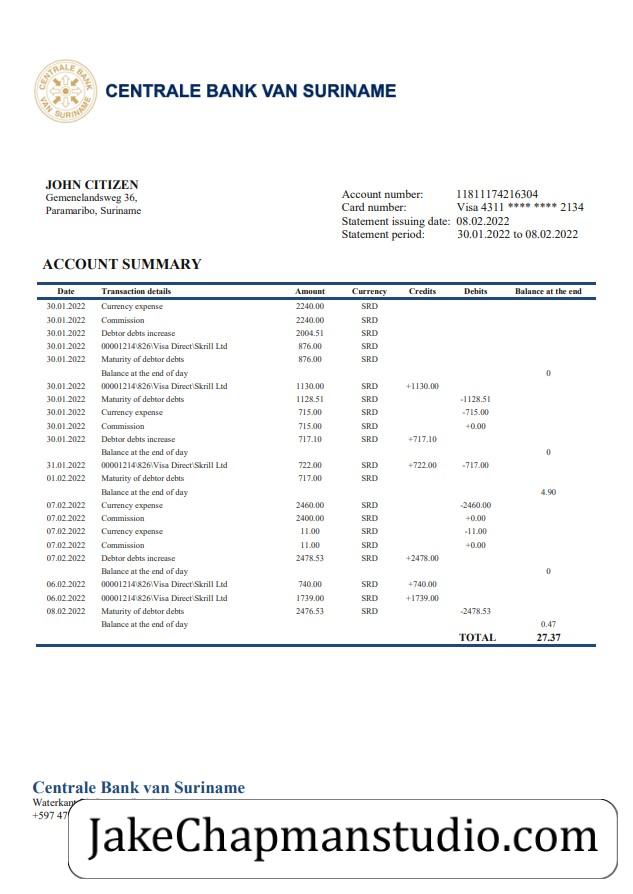 CENTRALE BANK VAN SURINAME
CENTRALE BANK VAN SURINAME
JOHN CITIZEN
Gemenelandsweg 36,
Paramaribo, Suriname
Account number: 11811174216304
Card number: Visa 4311 **** **** 2134
Statement issuing date: 08.02.2022
Statement period: 30.01.2022 to 08.02.2022
ACCOUNT SUMMARY
Date Transaction details Amount Currency Credits Debits Balance at the end
30.01.2022 Currency expense 2240.00 SRD
30.01.2022 Commission 2240.00 SRD
30.01.2022 Debtor debts increase 2004.51 SRD
30.01.2022 00001214\826\Visa Direct\Skrill Ltd 876.00 SRD
30.01.2022 Maturity of debtor debts 876.00 SRD
Balance at the end of day 0
30.01.2022 00001214\826\Visa Direct\Skrill Ltd 1130.00 SRD +1130.00
30.01.2022 Maturity of debtor debts 1128.51 SRD -1128.51
30.01.2022 Currency expense 715.00 SRD -715.00
30.01.2022 Commission 715.00 SRD +0.00
30.01.2022 Debtor debts increase 717.10 SRD +717.10
Balance at the end of day 0
31.01.2022 00001214\826\Visa Direct\Skrill Ltd 722.00 SRD +722.00 -717.00
01.02.2022 Maturity of debtor debts 717.00 SRD
Balance at the end of day 4.90
07.02.2022 Currency expense 2460.00 SRD -2460.00
07.02.2022 Commission 2400.00 SRD +0.00
07.02.2022 Currency expense 11.00 SRD -11.00
07.02.2022 Commission 11.00 SRD +0.00
07.02.2022 Debtor debts increase 2478.53 SRD +2478.00
Balance at the end of day 0
06.02.2022 00001214\826\Visa Direct\Skrill Ltd 740.00 SRD +740.00
06.02.2022 00001214\826\Visa Direct\Skrill Ltd 1739.00 SRD +1739.00
08.02.2022 Maturity of debtor debts 2476.53 SRD -2478.53
Balance at the end of day 0.47
TOTAL 27.37
Centrale Bank van Suriname
Waterkant
+597 47
JakeChapmanstudio.com